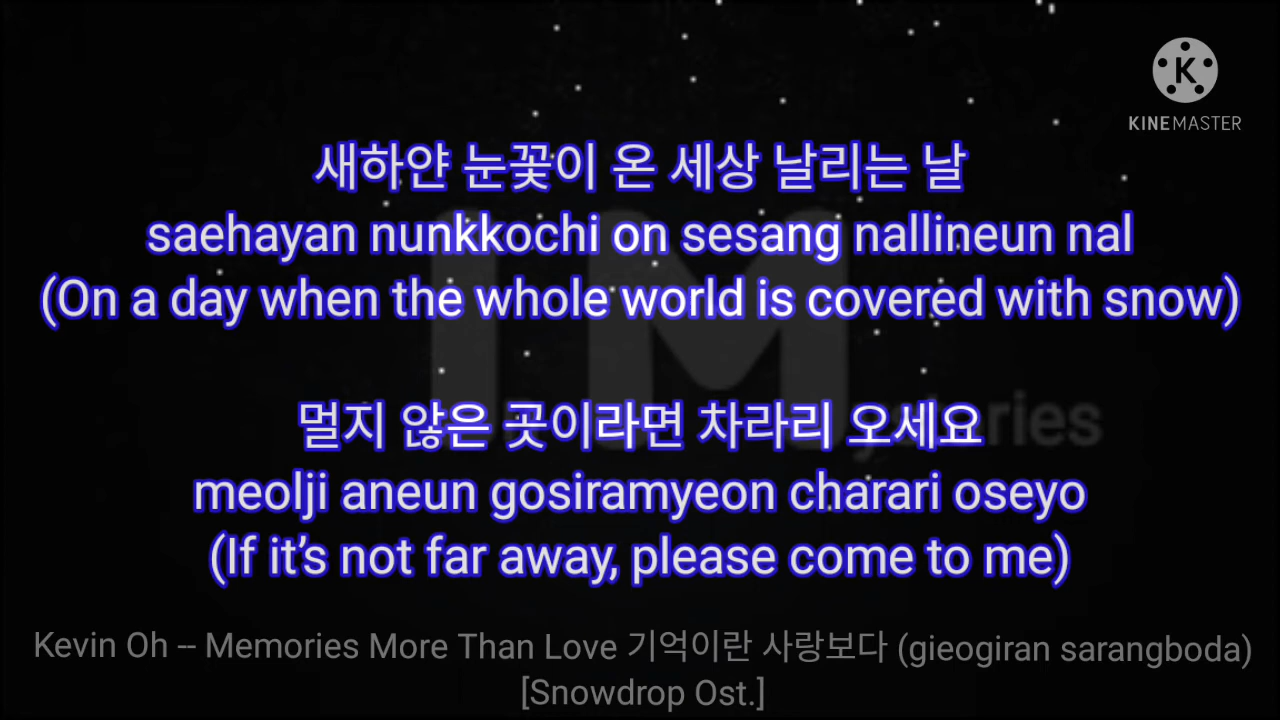 KINEMASTER
새하얀 눈꽃이 온 세상 날리는 날
saehayan nunkkochi on sesang nallineun nal
(On a day when the whole world is covered with snow)
멀지 않은 곳이라면 차라리 오세요
meolji aneun gosiramyeon charari oseyo
(If it’s not far away, please come to me)
Kevin Oh -- Memories More Than Love 기억이란 사랑보다 (gieogiran sarangboda)
[Snowdrop Ost.]